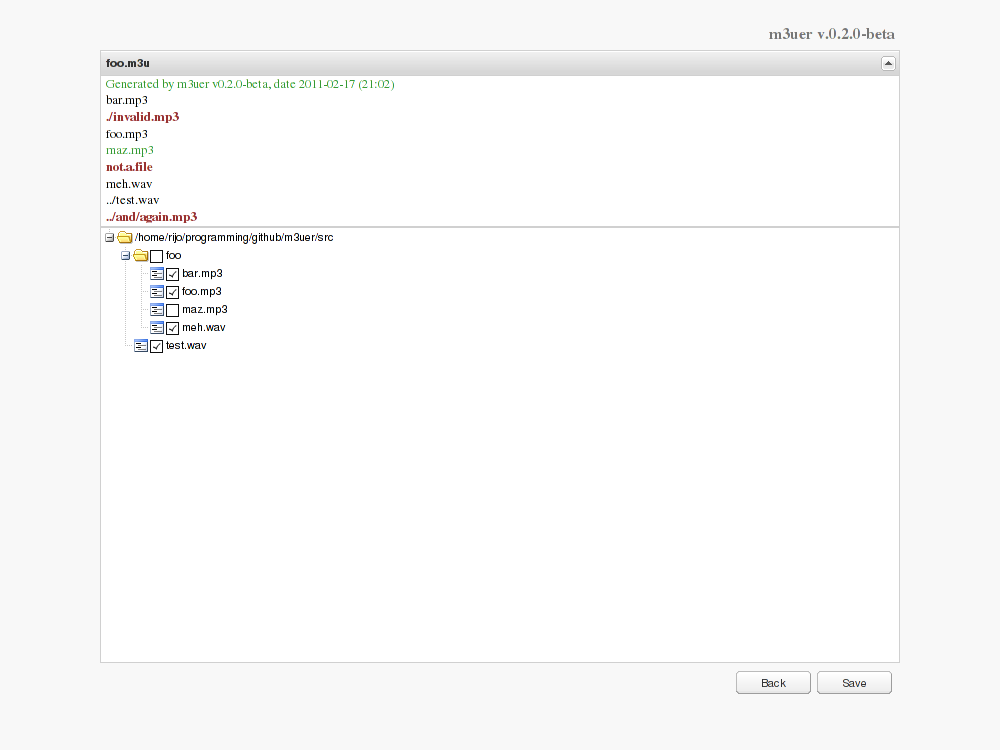 m3uer v.0.2.0-beta
foo.m3u
Generated by m3uer v0.2.0-beta, date 2011-02-17 (21:02)
bar.mp3
./invalid.mp3
foo.mp3
maz.mp3
not.a.file
meh.wav
../test.wav
../and/again.mp3
/home/rijo/programming/github/m3uer/src
foo
bar.mp3
foo.mp3
maz.mp3
meh.wav
test.wav
Back Save